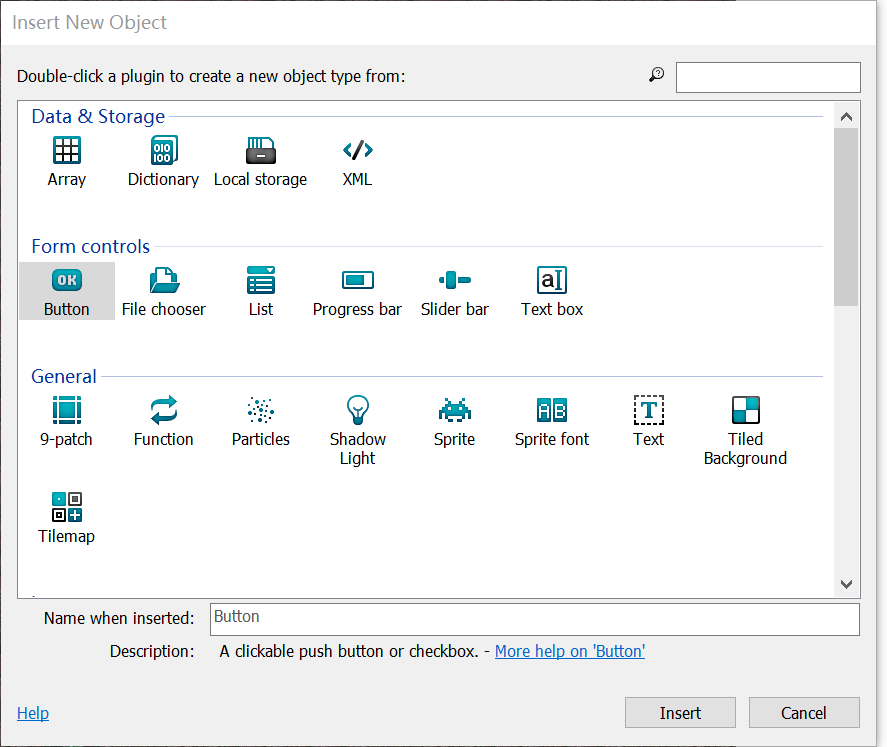 Insert New Object
Double-click a plugin to create a new object type from:
Data & Storage
Array Dictionary Local storage XML
Form controls
OK aI
Button File chooser List Progress bar Slider bar Text box
General
AB T
9-patch Function Particles Shadow Light Sprite Sprite font Text Tiled Background
Tilemap
Name when inserted: Button
Description: A clickable push button or checkbox. - More help on 'Button'
Help Insert Cancel